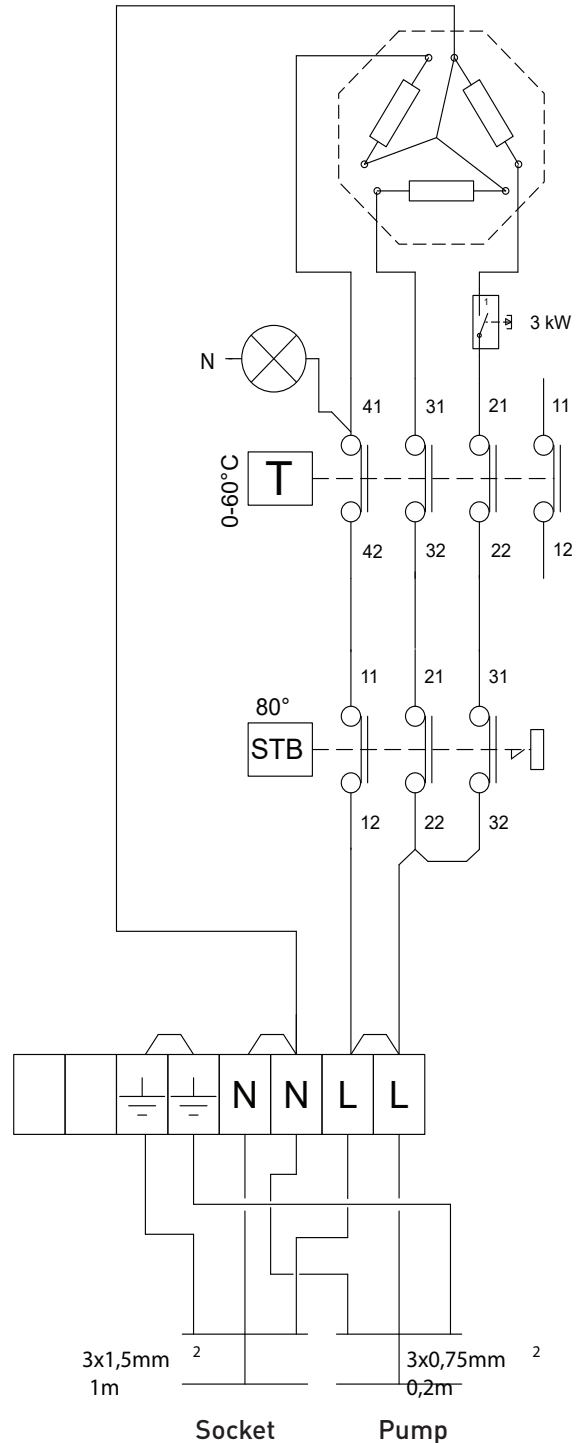 1
3 kW
N
41 31 21 11
0-60°C
T
42 32 22 12
11 21 31
80°
STB
12 22 32
N N L L
3x1,5mm 2
1m
3x0,75mm 2
0,2m
Socket
Pump